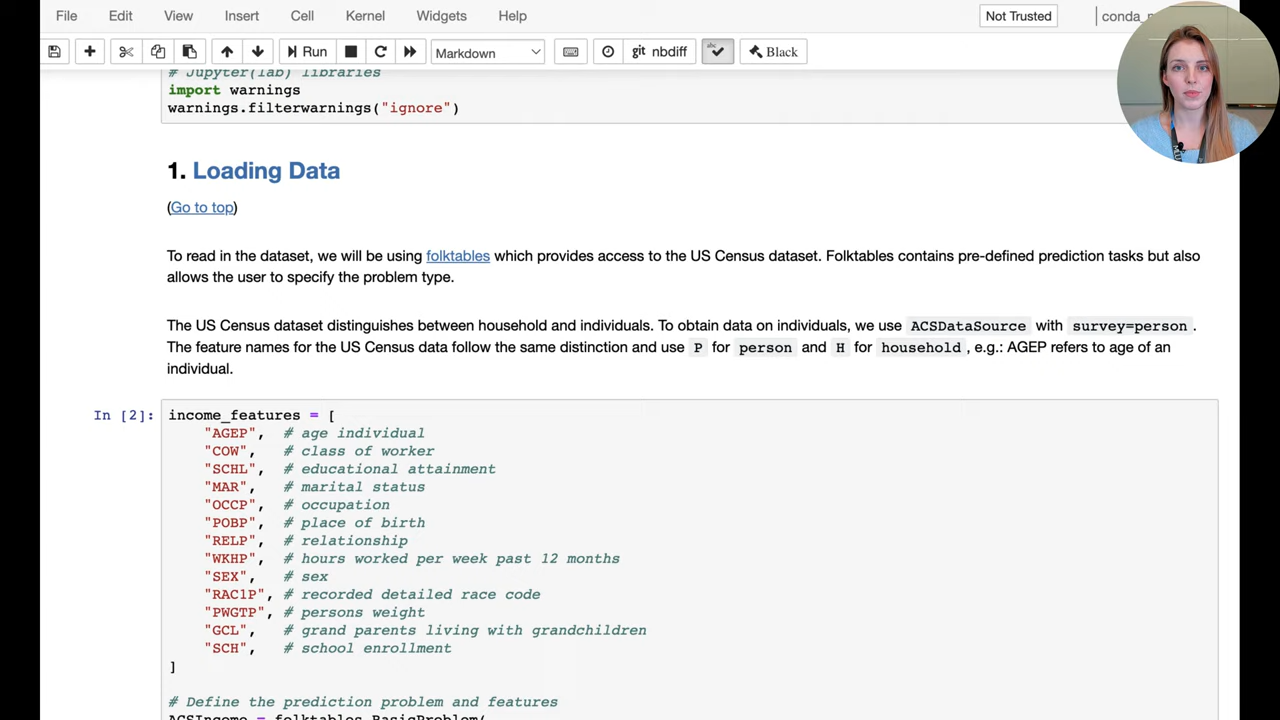 File Edit View Insert Cell Kernel Widgets Help Not Trusted
Run Markdown git nbdiff abc Black
# Jupyter(lab) libraries
import warnings
warnings.filterwarnings("ignore")
1. Loading Data
(Go to top)
To read in the dataset, we will be using folktables which provides access to the US Census dataset. Folktables contains pre-defined prediction tasks but also
allows the user to specify the problem type.
The US Census dataset distinguishes between household and individuals. To obtain data on individuals, we use ACSDataSource with survey=person .
The feature names for the US Census data follow the same distinction and use P for person and H for household , e.g.: AGEP refers to age of an
individual.
In [2]: income_features = [
"AGEP", # age individual
"COW", # class of worker
"SCHL", # educational attainment
"MAR", # marital status
"OCCP", # occupation
"POBP", # place of birth
"RELP", # relationship
"WKHP", # hours worked per week past 12 months
"SEX", # sex
"RAC1P", # recorded detailed race code
"PWGTP", # persons weight
"GCL", # grand parents living with grandchildren
"SCH", # school enrollment
]
# Define the prediction problem and features
ACSIncome = folktables.BasicProblem(